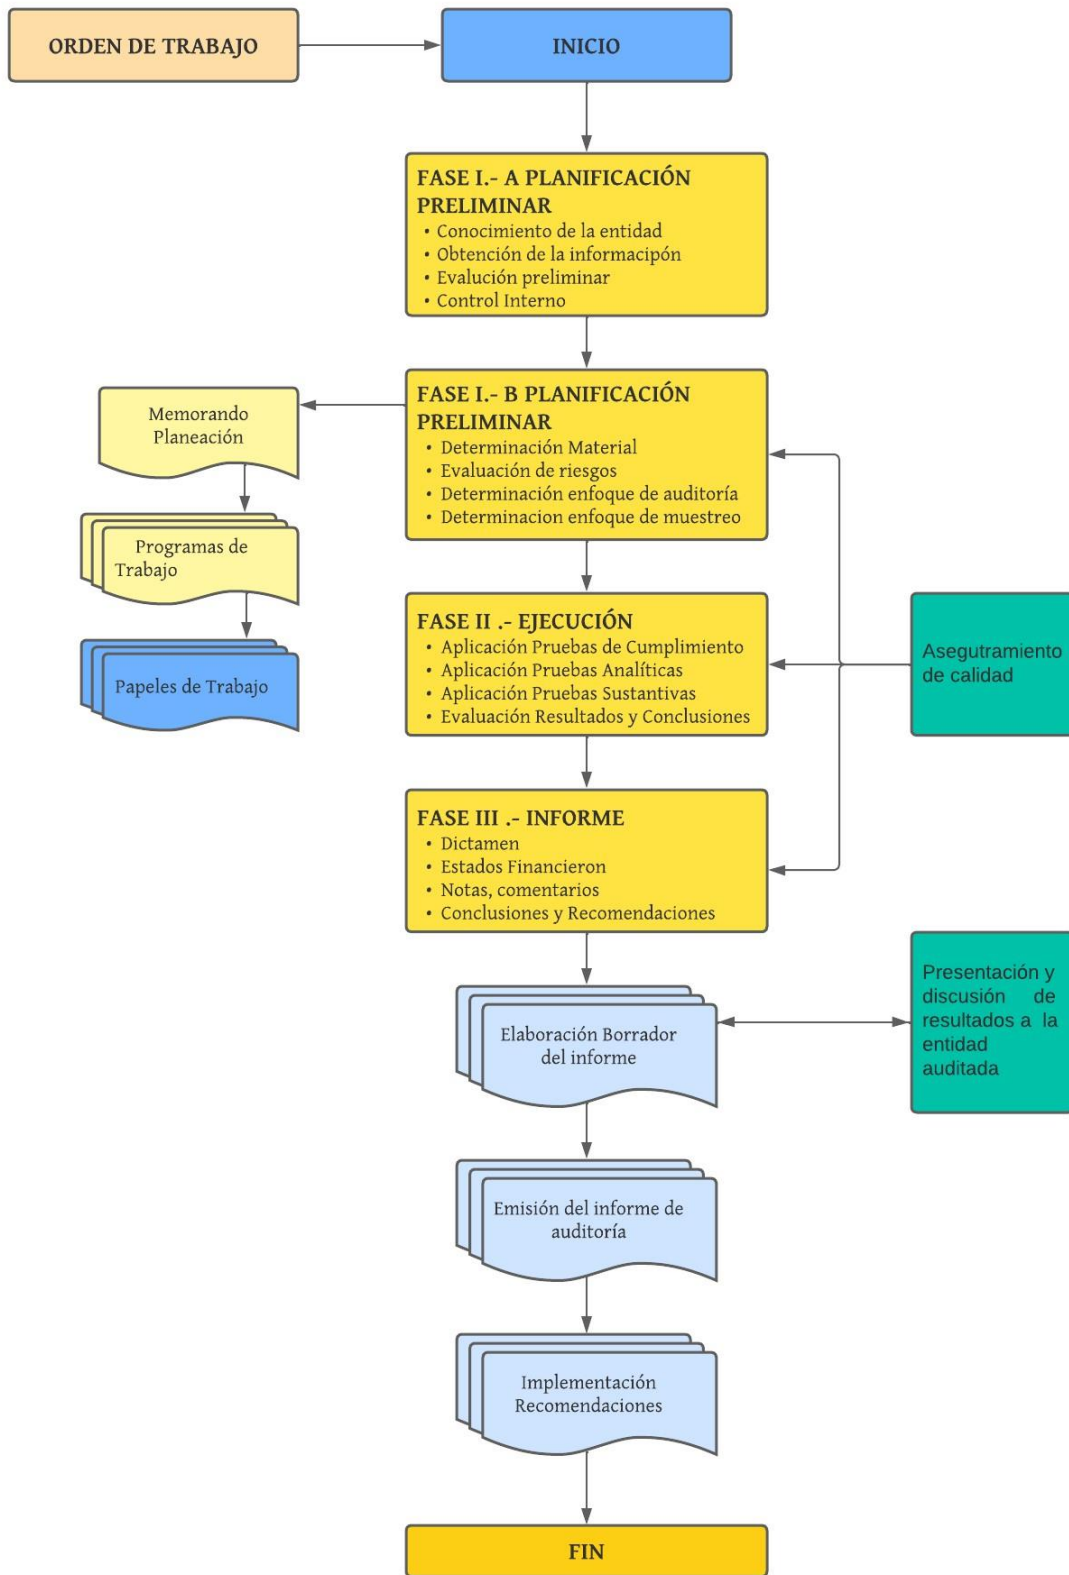 ORDEN DE TRABAJO
INICIO
FASE I.- A PLANIFICACIÓN
PRELIMINAR
• Conocimiento de la entidad
• Obtención de la informacipón
• Evalución preliminar
• Control Interno
FASE I.- B PLANIFICACIÓN
PRELIMINAR
• Determinación Material
• Evaluación de riesgos
• Determinación enfoque de auditoría
• Determinacion enfoque de muestreo
Memorando
Planeación
Programas de
Trabajo
Papeles de Trabajo
FASE II .- EJECUCIÓN
• Aplicación Pruebas de Cumplimiento
• Aplicación Pruebas Analíticas
• Aplicación Pruebas Sustantivas
• Evaluación Resultados y Conclusiones
Asegutramiento
de calidad
FASE III .- INFORME
• Dictamen
• Estados Financieron
• Notas, comentarios
• Conclusiones y Recomendaciones
Elaboración Borrador
del informe
Presentación y
discusión de
resultados a la
entidad
auditada
Emisión del informe de
auditoría
Implementación
Recomendaciones
FIN